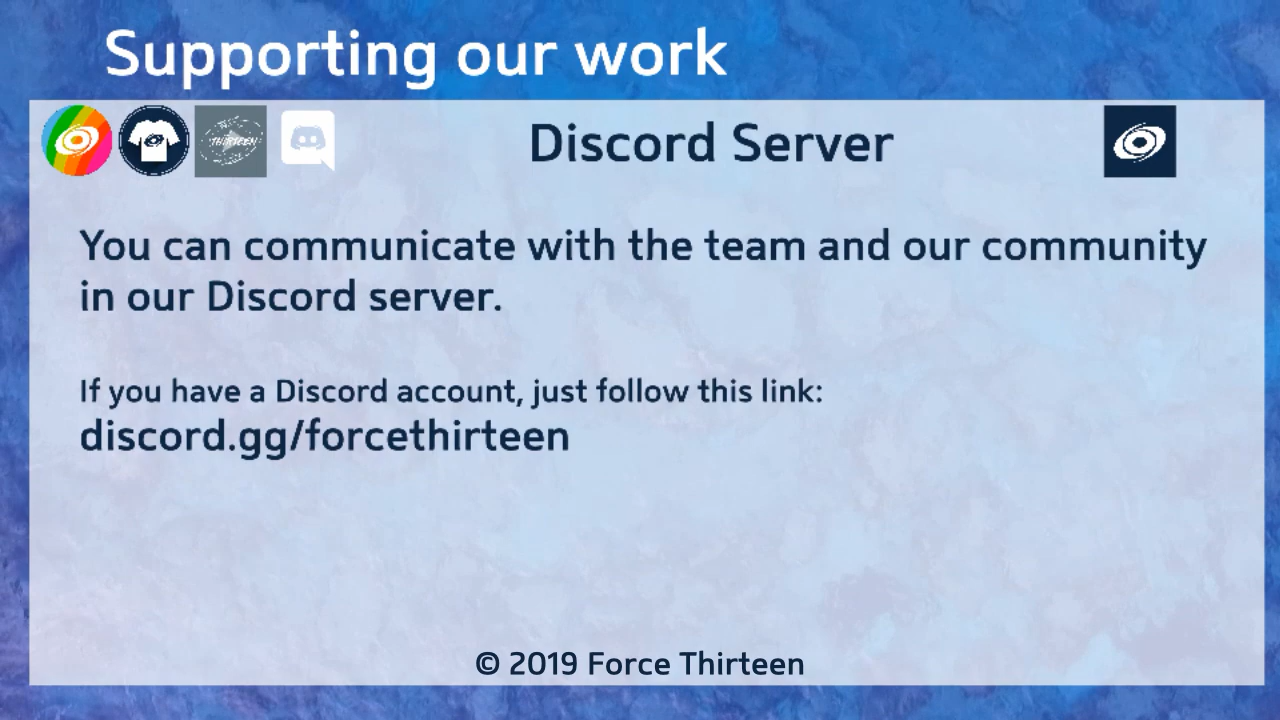 Supporting our work
THIRTEEN
Discord Server
You can communicate with the team and our community
in our Discord server.
If you have a Discord account, just follow this link:
discord.gg/forcethirteen
© 2019 Force Thirteen